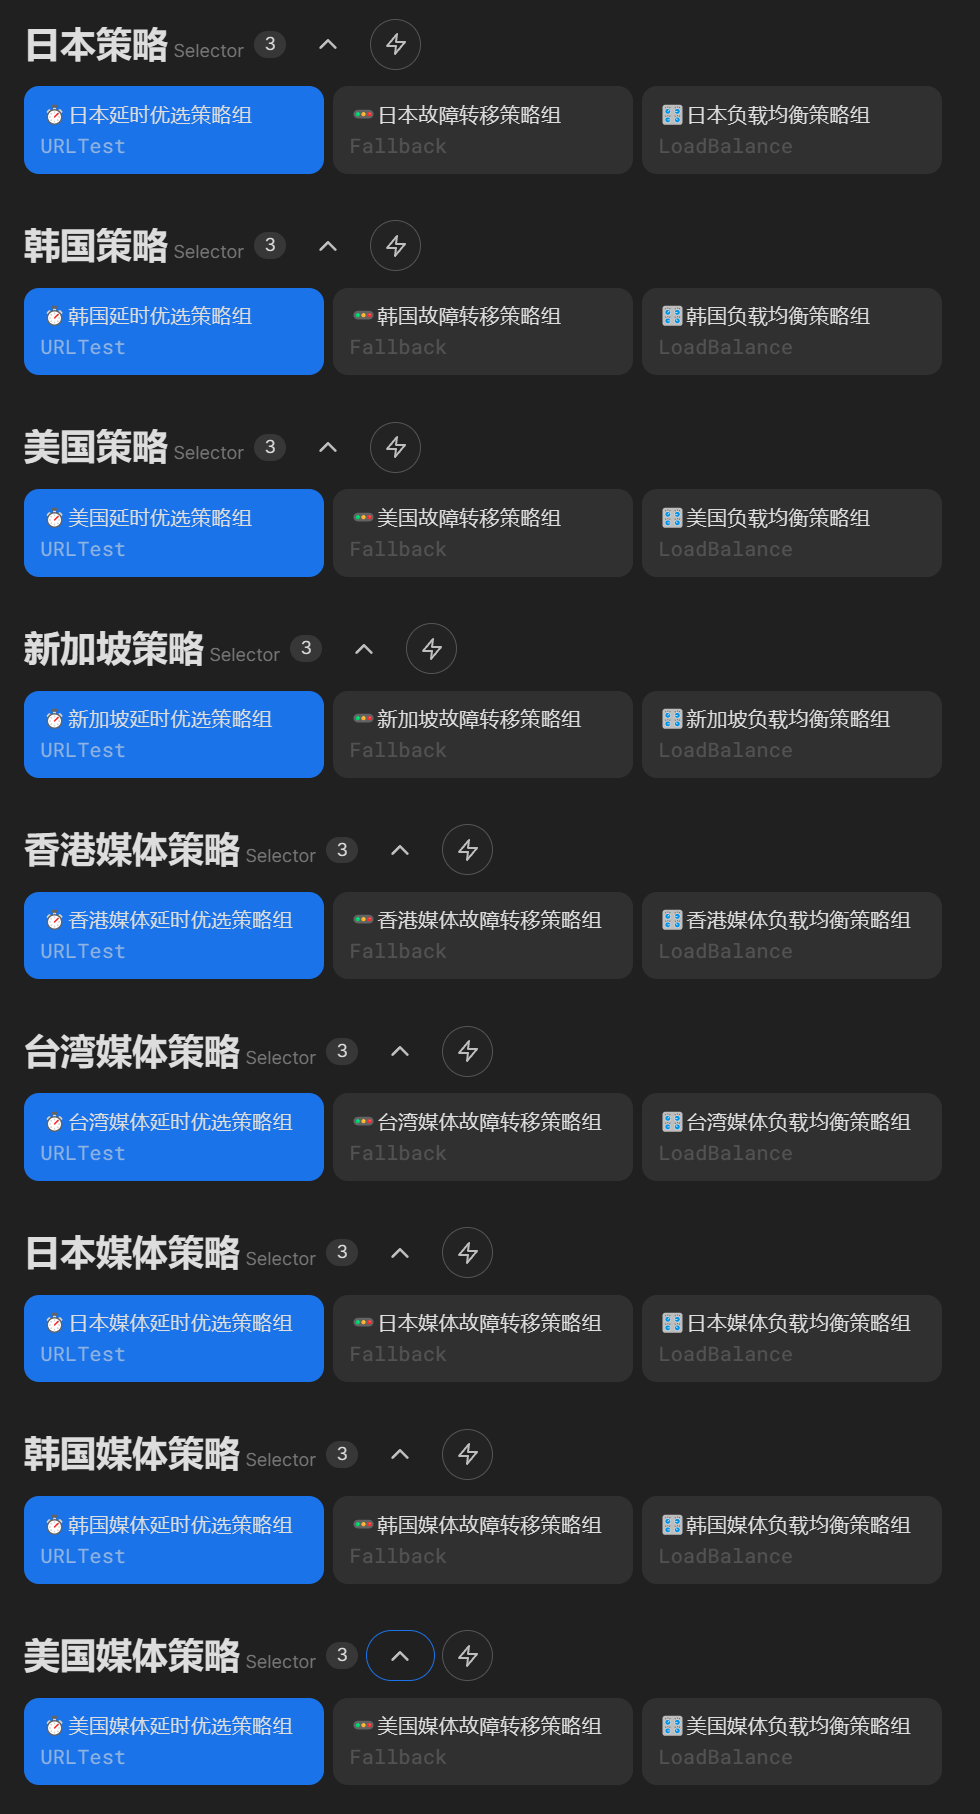 日本策略 Selector 3
日本延时优选策略组
URLTest
日本故障转移策略组
Fallback
日本负载均衡策略组
LoadBalance
韩国策略 Selector 3
韩国延时优选策略组
URLTest
韩国故障转移策略组
Fallback
韩国负载均衡策略组
LoadBalance
美国策略 Selector 3
美国延时优选策略组
URLTest
美国故障转移策略组
Fallback
美国负载均衡策略组
LoadBalance
新加坡策略 Selector 3
新加坡延时优选策略组
URLTest
新加坡故障转移策略组
Fallback
新加坡负载均衡策略组
LoadBalance
香港媒体策略 Selector 3
香港媒体延时优选策略组
URLTest
香港媒体故障转移策略组
Fallback
香港媒体负载均衡策略组
LoadBalance
台湾媒体策略 Selector 3
台湾媒体延时优选策略组
URLTest
台湾媒体故障转移策略组
Fallback
台湾媒体负载均衡策略组
LoadBalance
日本媒体策略 Selector 3
日本媒体延时优选策略组
URLTest
日本媒体故障转移策略组
Fallback
日本媒体负载均衡策略组
LoadBalance
韩国媒体策略 Selector 3
韩国媒体延时优选策略组
URLTest
韩国媒体故障转移策略组
Fallback
韩国媒体负载均衡策略组
LoadBalance
美国媒体策略 Selector 3
美国媒体延时优选策略组
URLTest
美国媒体故障转移策略组
Fallback
美国媒体负载均衡策略组
LoadBalance